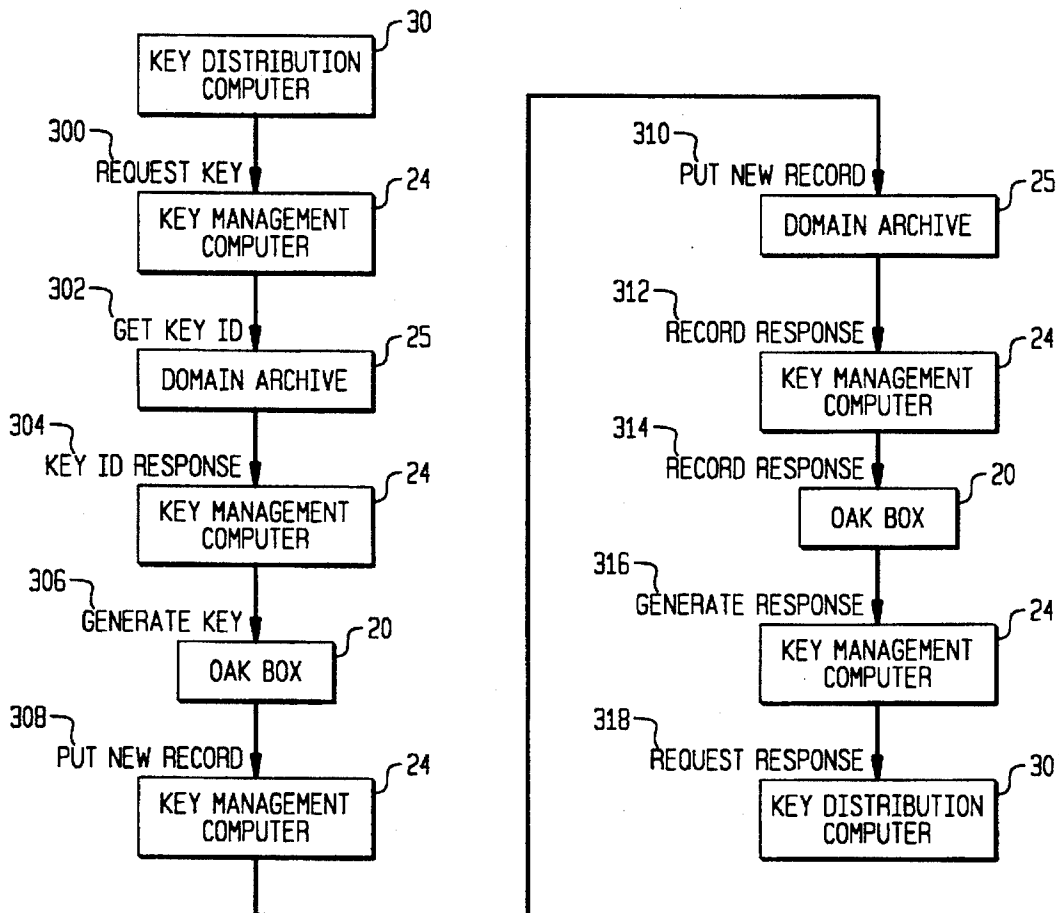 30
KEY DISTRIBUTION
COMPUTER
300
REQUEST KEY
24
KEY MANAGEMENT
COMPUTER
302
GET KEY ID
25
DOMAIN ARCHIVE
304
KEY ID RESPONSE
24
KEY MANAGEMENT
COMPUTER
306
GENERATE KEY
20
OAK BOX
308
PUT NEW RECORD
24
KEY MANAGEMENT
COMPUTER
310
PUT NEW RECORD
25
DOMAIN ARCHIVE
312
RECORD RESPONSE
24
KEY MANAGEMENT
COMPUTER
314
RECORD RESPONSE
20
OAK BOX
316
GENERATE RESPONSE
24
KEY MANAGEMENT
COMPUTER
318
REQUEST RESPONSE
30
KEY DISTRIBUTION
COMPUTER